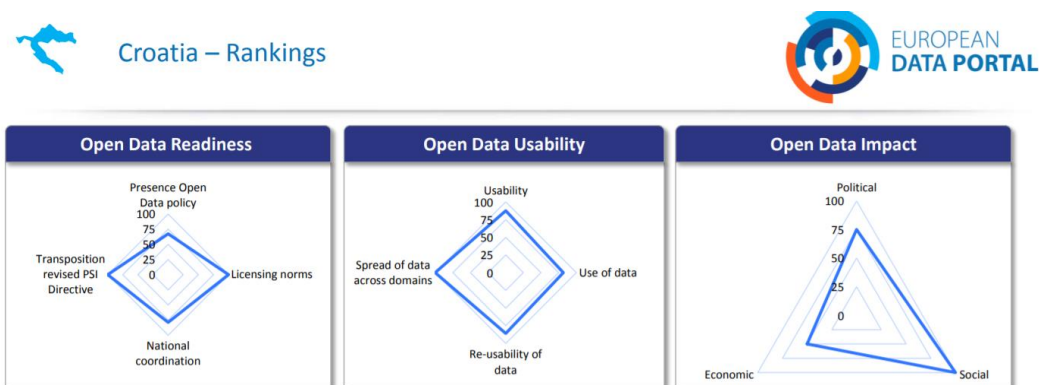 Croatia – Rankings
EUROPEAN
DATA PORTAL
Open Data Readiness
Presence Open
Data policy
100
75
50
25
0
Transposition
revised PSI
Directive
Licensing norms
National
coordination
Open Data Usability
Usability
100
75
50
25
0
Spread of data
across domains
Use of data
Re-usability of
data
Open Data Impact
Political
100
75
50
25
0
Economic
Social